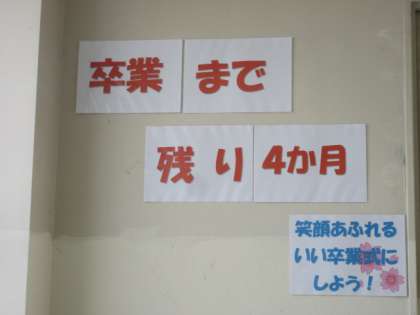 卒業まで
残り4か月
笑顔あふれる
いい卒業式に
しよう！